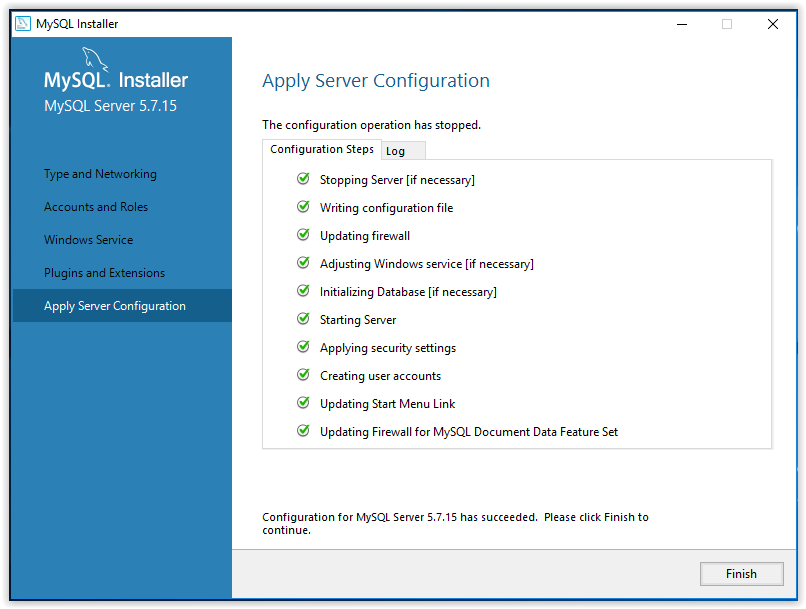 MySQL Installer
MySQL. Installer
MySQL Server 5.7.15
Type and Networking
Accounts and Roles
Windows Service
Plugins and Extensions
Apply Server Configuration
Apply Server Configuration
The configuration operation has stopped.
Configuration Steps Log
Stopping Server [if necessary]
Writing configuration file
Updating firewall
Adjusting Windows service [if necessary]
Initializing Database [if necessary]
Starting Server
Applying security settings
Creating user accounts
Updating Start Menu Link
Updating Firewall for MySQL Document Data Feature Set
Configuration for MySQL Server 5.7.15 has succeeded. Please click Finish to
continue.
Finish